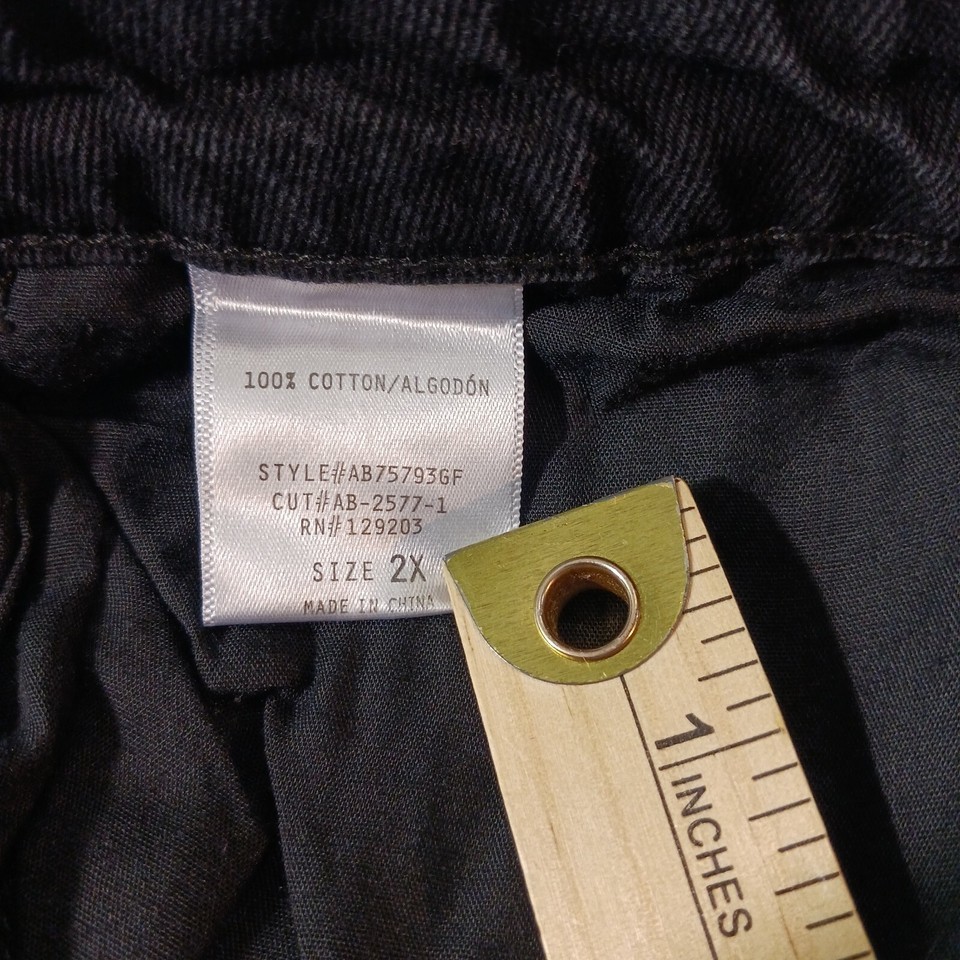 100% COTTON/ALGODÓN
STYLE#AB75793GF
CUT#AB-2577-1
RN#129203
SIZE 2X
MADE IN CHINA
1
INCHES